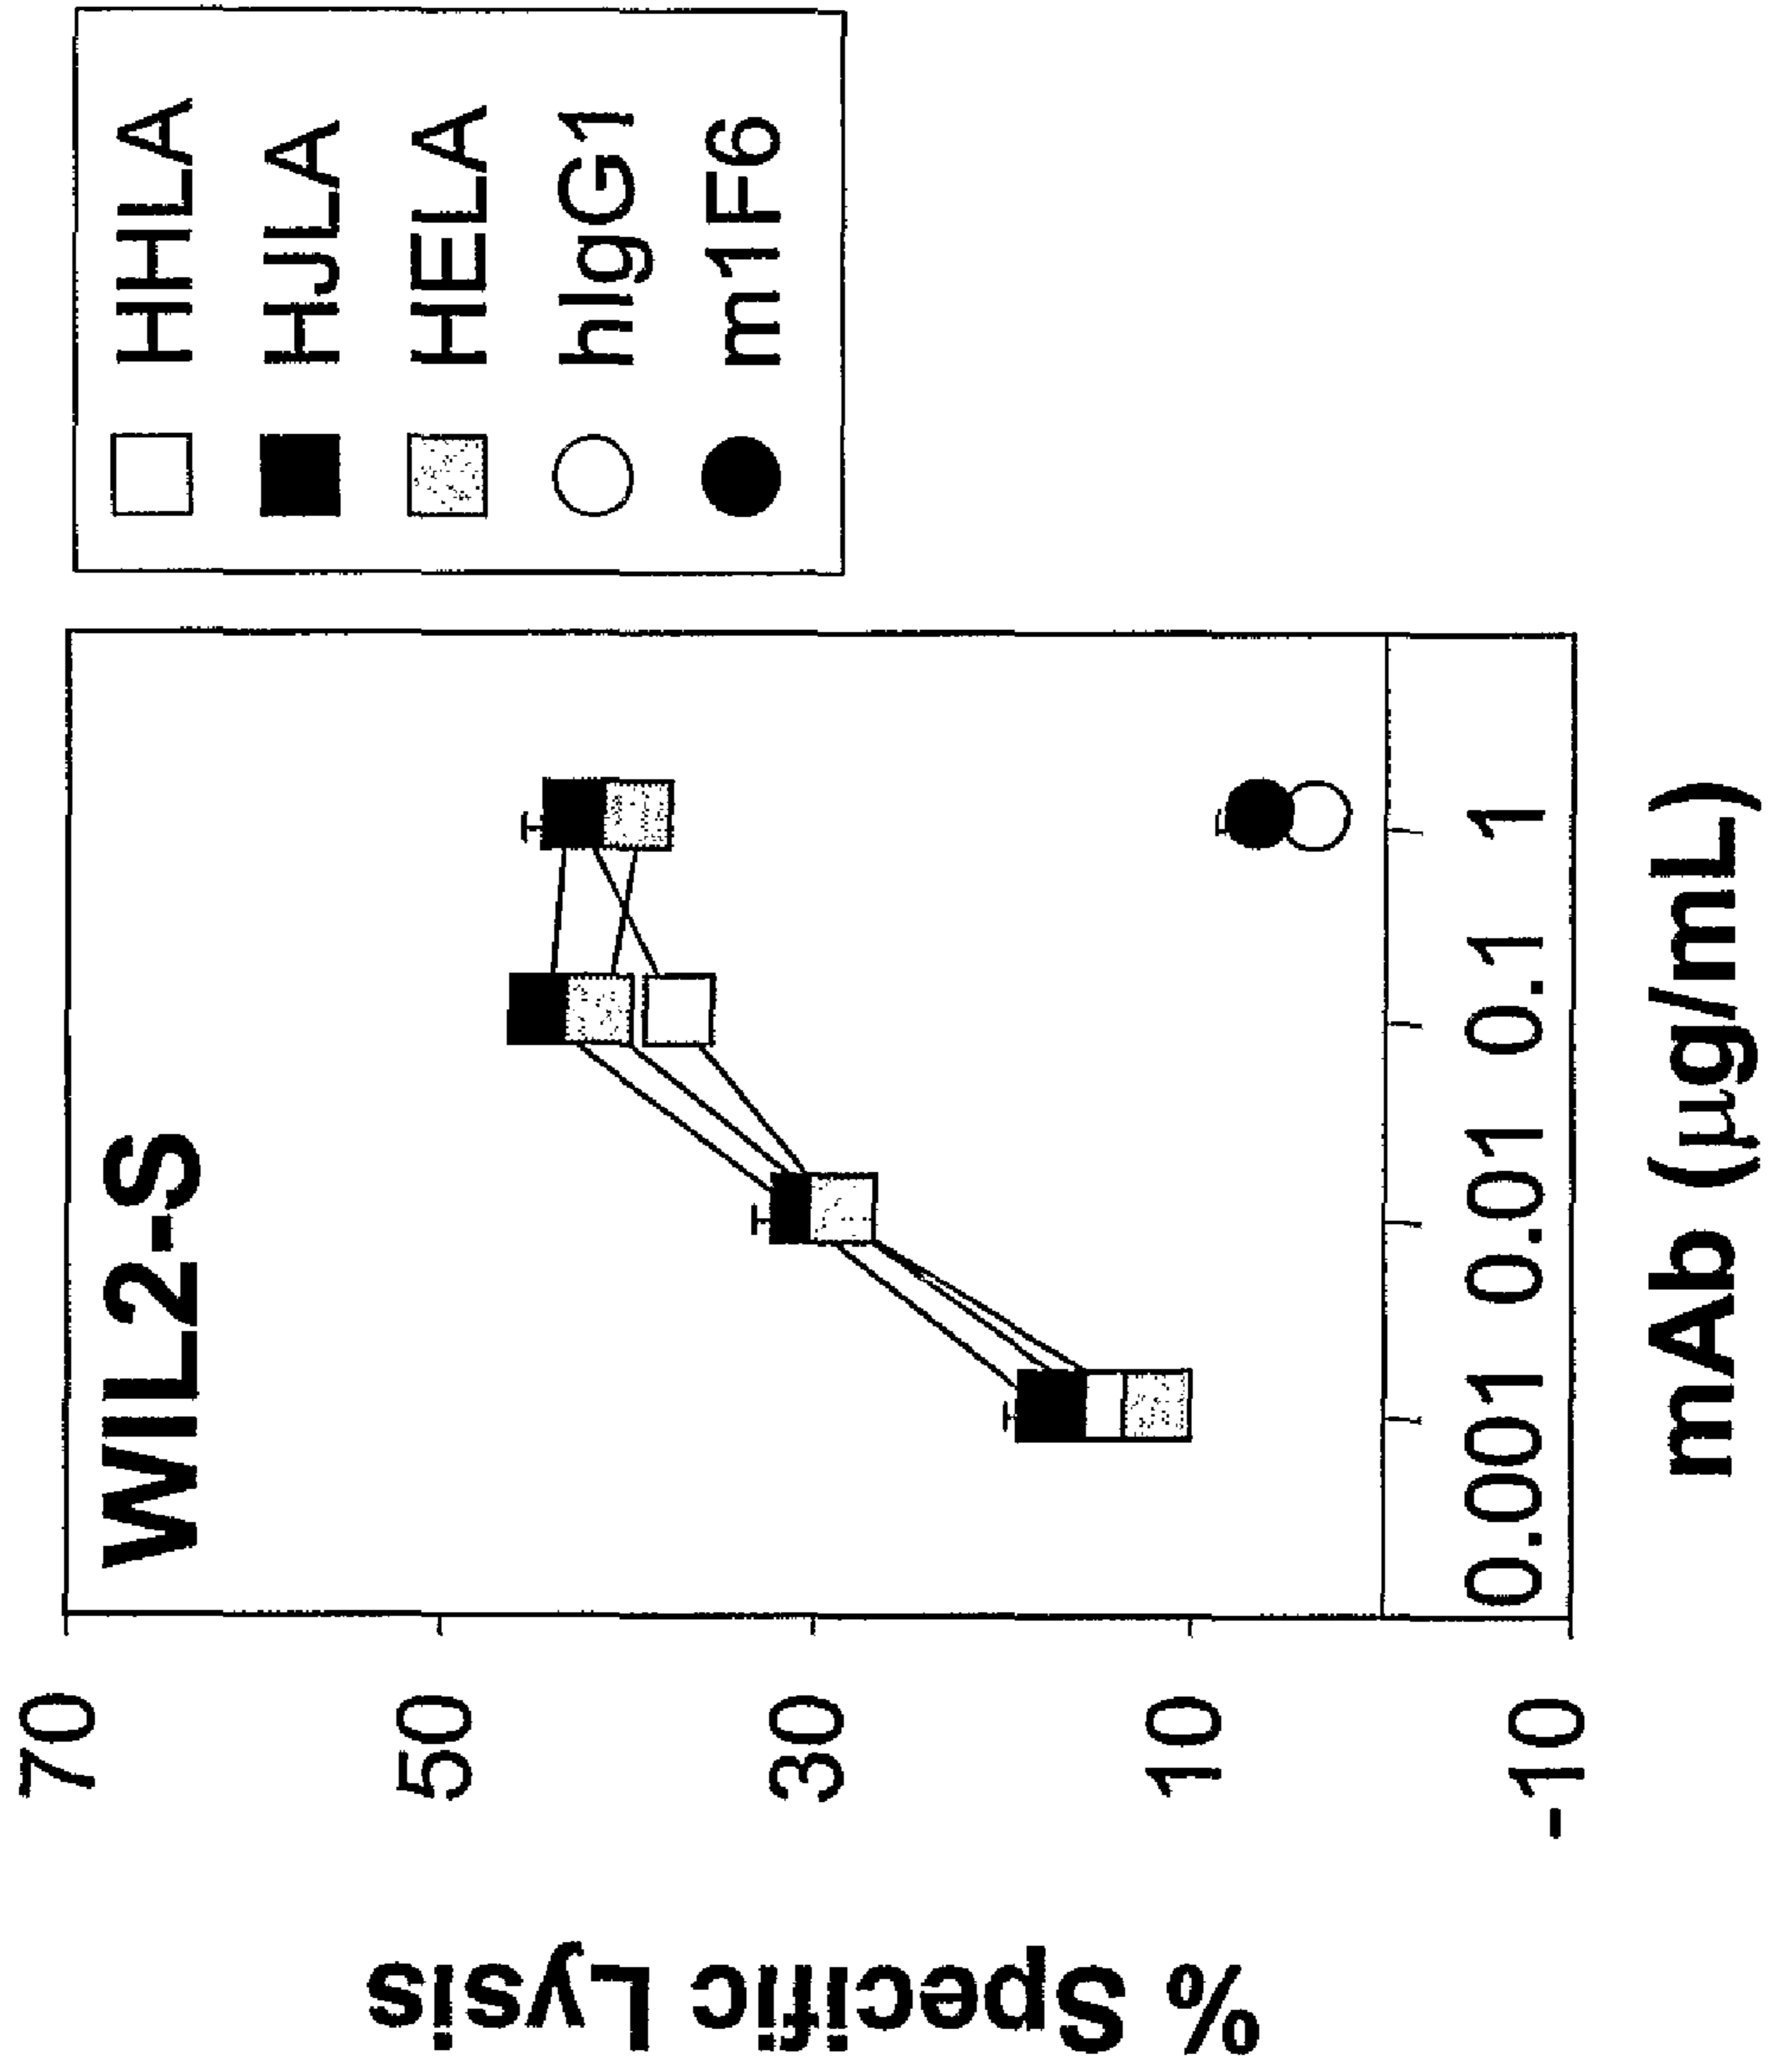 WIL2-S
HHLA
HJLA
HELA
hIgG1
m1F6
% Specific Lysis
70
50
30
10
-10
0.001 0.01 0.1 1
mAb (µg/mL)